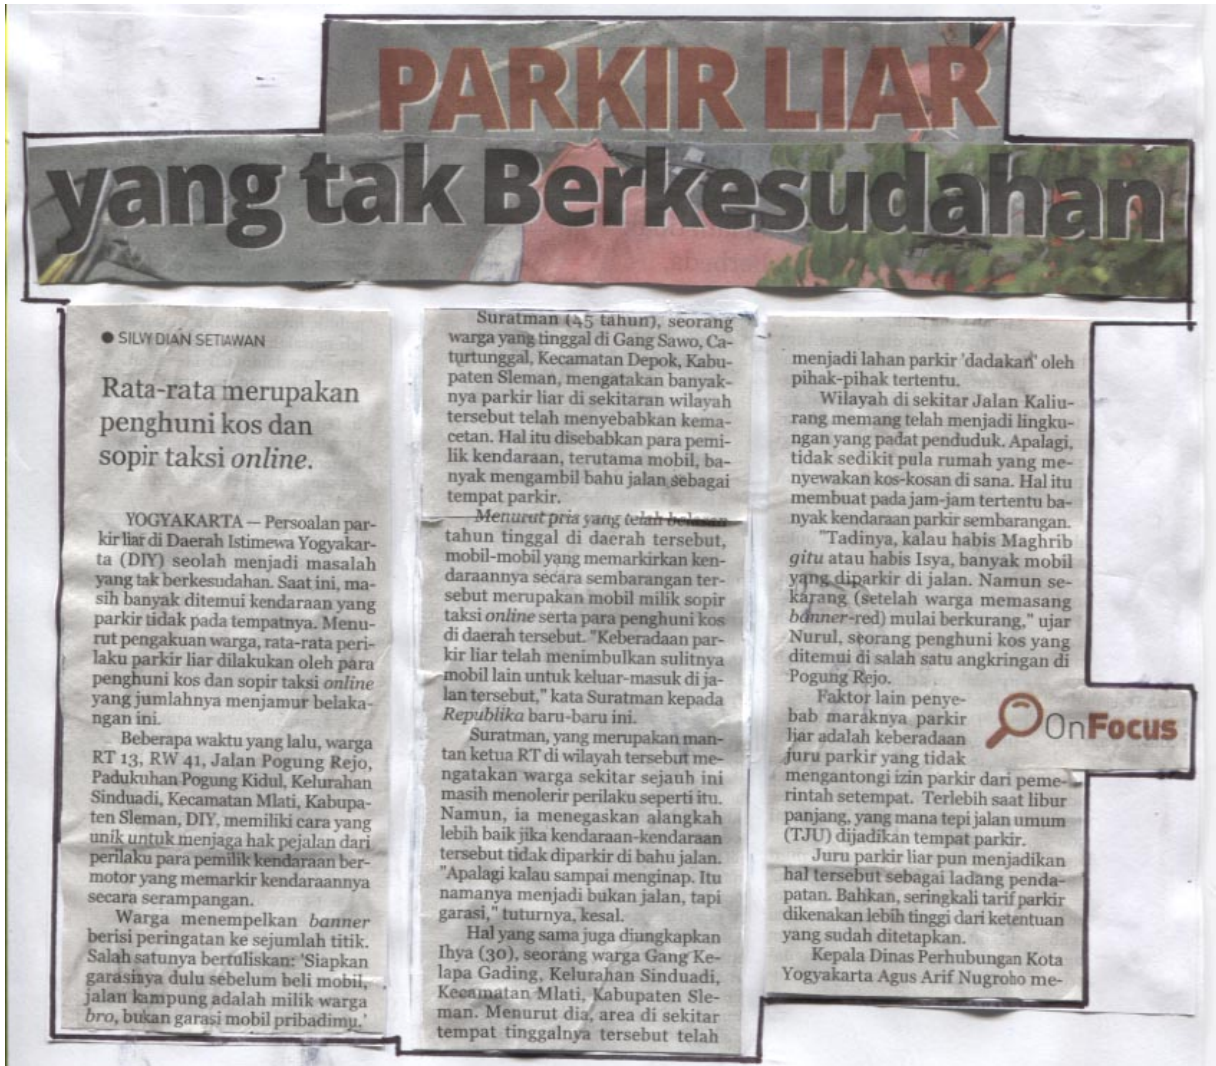 PARKIR LIAR
yang tak Berkesudahan
● SILVY DIAN SETIAWAN
Rata-rata merupakan
penghuni kos dan
sopir taksi online.
YOGYAKARTA — Persoalan par-
kir liar di Daerah Istimewa Yogyakar-
ta (DIY) seolah menjadi masalah
yang tak berkesudahan. Saat ini, ma-
sih banyak ditemui kendaraan yang
parkir tidak pada tempatnya. Menu-
rut pengakuan warga, rata-rata peri-
laku parkir liar dilakukan oleh para
penghuni kos dan sopir taksi online
yang jumlahnya menjamur belaka-
ngan ini.
Beberapa waktu yang lalu, warga
RT 13, RW 41, Jalan Pogung Rejo,
Padukuhan Pogung Kidul, Kelurahan
Sinduadi, Kecamatan Mlati, Kabupa-
ten Sleman, DIY, memiliki cara yang
unik untuk menjaga hak pejalan dari
perilaku para pemilik kendaraan ber-
motor yang memarkir kendaraannya
secara serampangan.
Warga menempelkan banner
berisi peringatan ke sejumlah titik.
Salah satunya bertuliskan: 'Siapkan
garasinya dulu sebelum beli mobil,
jalan kampung adalah milik warga
bro, bukan garasi mobil pribadimu.'
Suratman (45 tahun), seorang
warga yang tinggal di Gang Sawo, Ca-
turtunggal, Kecamatan Depok, Kabu-
paten Sleman, mengatakan banyak-
nya parkir liar di sekitaran wilayah
tersebut telah menyebabkan kema-
cetan. Hal itu disebabkan para pemi-
lik kendaraan, terutama mobil, ba-
nyak mengambil bahu jalan sebagai
tempat parkir.
Menurut pria yang telah belasan
tahun tinggal di daerah tersebut,
mobil-mobil yang memarkirkan ken-
daraannya secara sembarangan ter-
sebut merupakan mobil milik sopir
taksi online serta para penghuni kos
di daerah tersebut. "Keberadaan par-
kir liar telah menimbulkan sulitnya
mobil lain untuk keluar-masuk di ja-
lan tersebut," kata Suratman kepada
Republika baru-baru ini.
Suratman, yang merupakan man-
tan ketua RT di wilayah tersebut me-
ngatakan warga sekitar sejauh ini
masih menolerir perilaku seperti itu.
Namun, ia menegaskan alangkah
lebih baik jika kendaraan-kendaraan
tersebut tidak diparkir di bahu jalan.
"Apalagi kalau sampai menginap. Itu
namanya menjadi bukan jalan, tapi
garasi," tuturnya, kesal.
Hal yang sama juga diungkapkan
Ihya (30), seorang warga Gang Ke-
lapa Gading, Kelurahan Sinduadi,
Kecamatan Mlati, Kabupaten Sle-
man. Menurut dia, area di sekitar
tempat tinggalnya tersebut telah
menjadi lahan parkir 'dadakan' oleh
pihak-pihak tertentu.
Wilayah di sekitar Jalan Kaliu-
rang memang telah menjadi lingku-
ngan yang padat penduduk. Apalagi,
tidak sedikit pula rumah yang me-
nyewakan kos-kosan di sana. Hal itu
membuat pada jam-jam tertentu ba-
nyak kendaraan parkir sembarangan.
"Tadinya, kalau habis Maghrib
gitu atau habis Isya, banyak mobil
yang diparkir di jalan. Namun se-
karang (setelah warga memasang
banner-red) mulai berkurang," ujar
Nurul, seorang penghuni kos yang
ditemui di salah satu angkringan di
Pogung Rejo.
Faktor lain penye-
bab maraknya parkir
liar adalah keberadaan
juru parkir yang tidak
mengantongi izin parkir dari peme-
rintah setempat. Terlebih saat libur
panjang, yang mana tepi jalan umum
(TJU) dijadikan tempat parkir.
Juru parkir liar pun menjadikan
hal tersebut sebagai ladang penda-
patan. Bahkan, seringkali tarif parkir
dikenakan lebih tinggi dari ketentuan
yang sudah ditetapkan.
Kepala Dinas Perhubungan Kota
Yogyakarta Agus Arif Nugroho me-
OnFocus